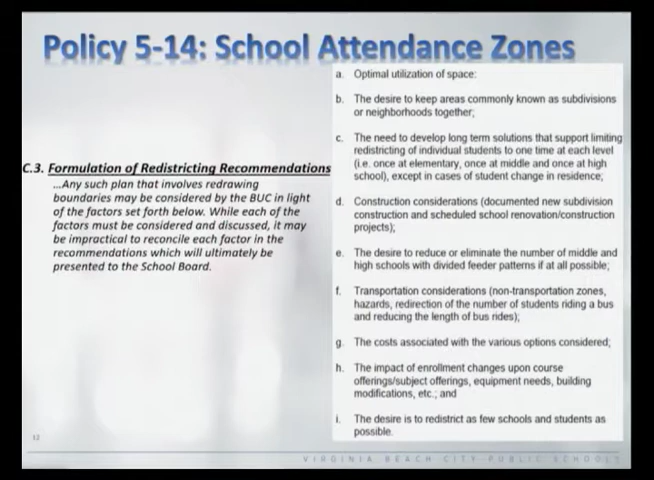 Policy 5-14: School Attendance Zones
C.3. Formulation of Redistricting Recommendations
...Any such plan that involves redrawing
boundaries may be considered by the BUC in light
of the factors set forth below. While each of the
factors must be considered and discussed, it may
be impractical to reconcile each factor in the
recommendations which will ultimately be
presented to the School Board.
a. Optimal utilization of space:
b. The desire to keep areas commonly known as subdivisions
or neighborhoods together;
c. The need to develop long term solutions that support limiting
redistricting of individual students to one time at each level
(i.e. once at elementary, once at middle and once at high
school), except in cases of student change in residence;
d. Construction considerations (documented new subdivision
construction and scheduled school renovation/construction
projects);
e. The desire to reduce or eliminate the number of middle and
high schools with divided feeder patterns if at all possible;
f. Transportation considerations (non-transportation zones,
hazards, redirection of the number of students riding a bus
and reducing the length of bus rides);
g. The costs associated with the various options considered;
h. The impact of enrollment changes upon course
offerings/subject offerings, equipment needs, building
modifications, etc.; and
i. The desire is to redistrict as few schools and students as
possible.
12
VIRGINIA BEACH CITY PUBLIC SCHOOLS